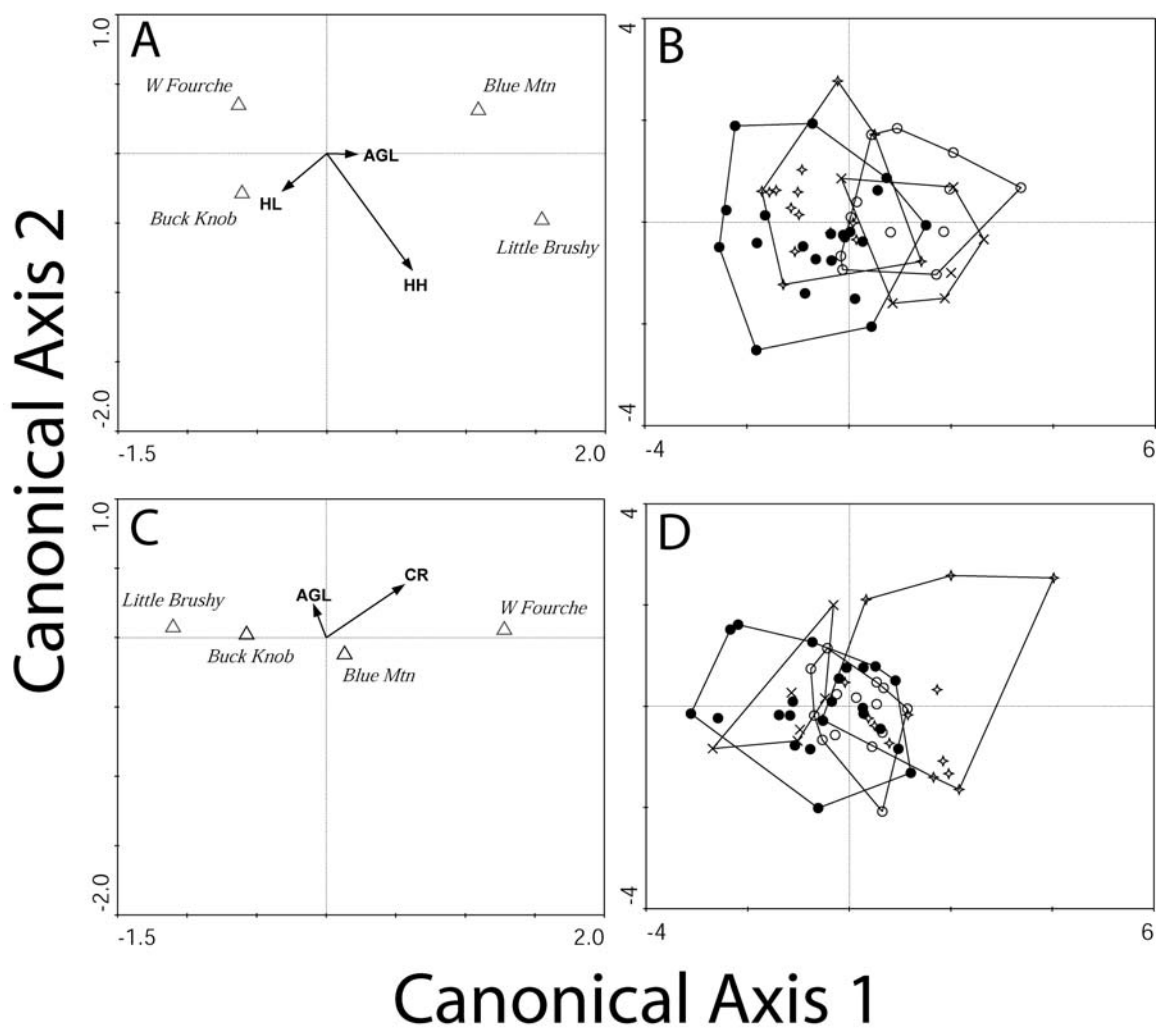 Canonical Axis 2
A
1.0
W Fourche
Blue Mtn
AGL
HL
Buck Knob
Little Brushy
HH
-2.0
-1.5
2.0
B
4
-4
-4
6
C
1.0
CR
AGL
Little Brushy
W Fourche
Buck Knob
Blue Mtn
-2.0
-1.5
2.0
D
4
-4
-4
6
Canonical Axis 1